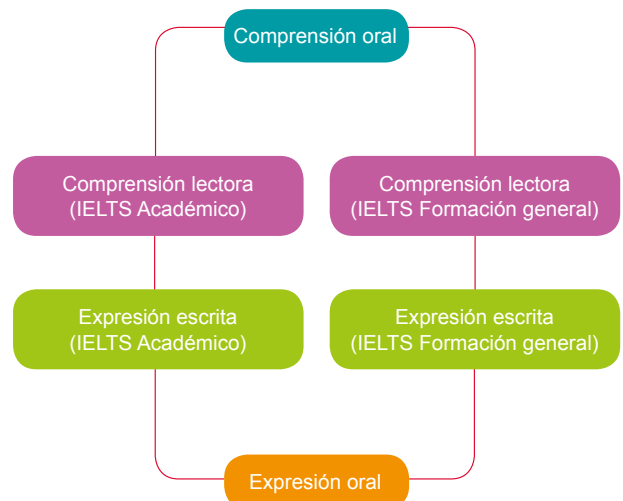 Comprensión oral
Comprensión lectora
(IELTS Académico)
Comprensión lectora
(IELTS Formación general)
Expresión escrita
(IELTS Académico)
Expresión escrita
(IELTS Formación general)
Expresión oral